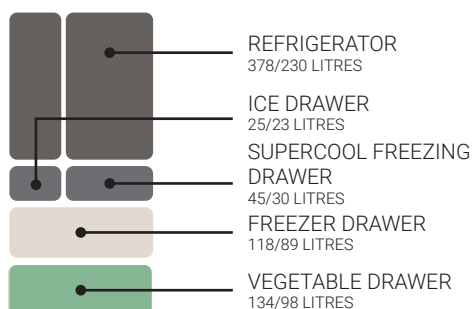 REFRIGERATOR
378/230 LITRES
ICE DRAWER
25/23 LITRES
SUPERCOOL FREEZING
DRAWER
45/30 LITRES
FREEZER DRAWER
118/89 LITRES
VEGETABLE DRAWER
134/98 LITRES